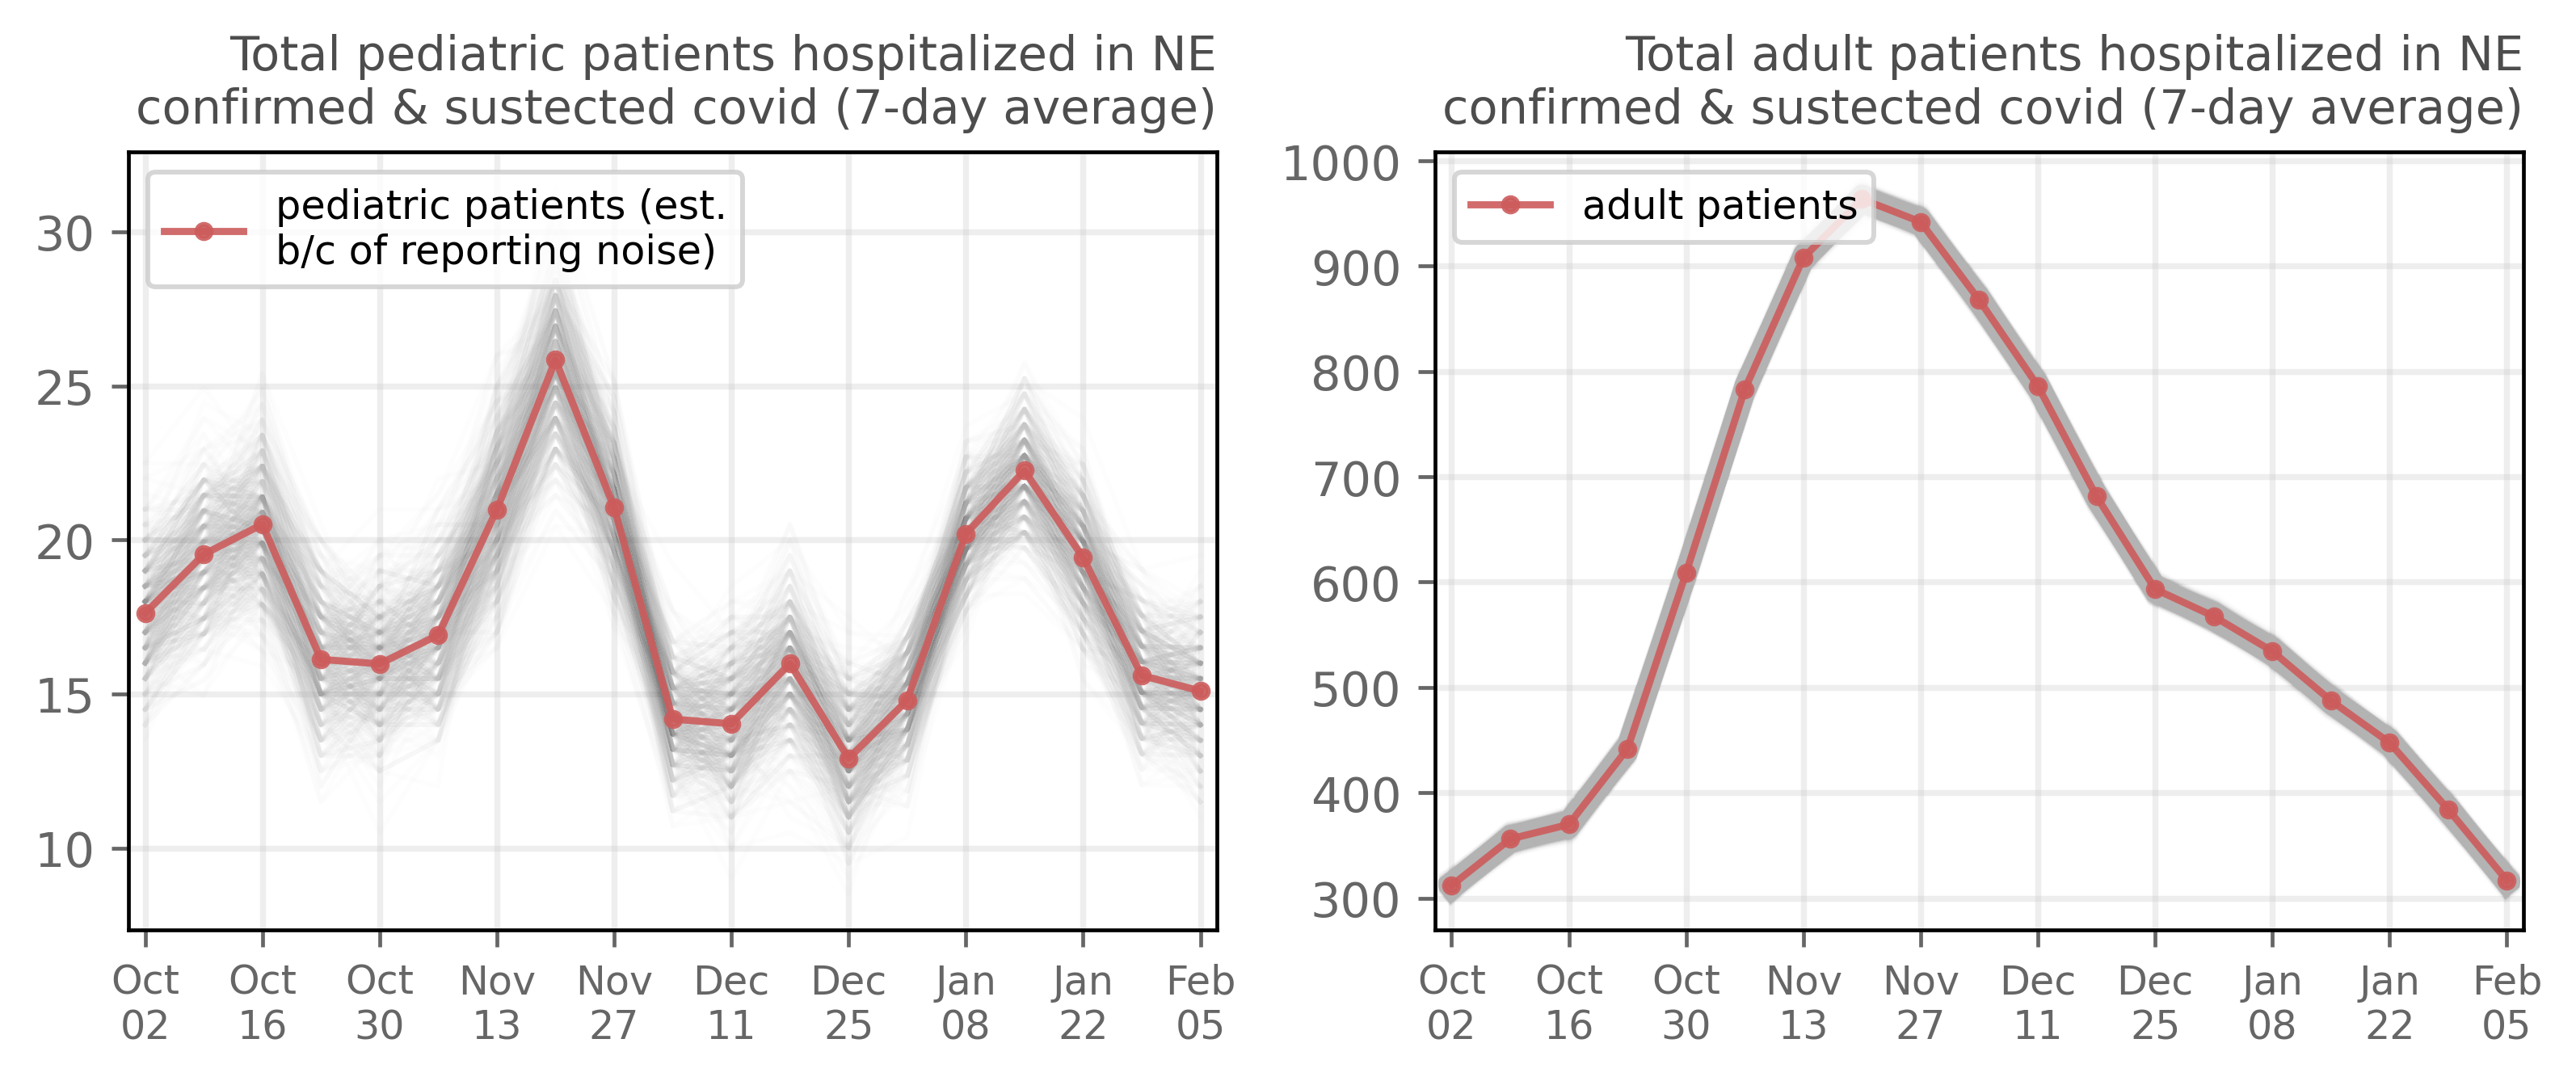 Total pediatric patients hospitalized in NE
confirmed & sustected covid (7-day average)
pediatric patients (est.
b/c of reporting noise)
30
25
20
15
10
Oct Oct Oct Nov Nov Dec Dec Jan Jan Feb
02 16 30 13 27 11 25 08 22 05
Total adult patients hospitalized in NE
confirmed & sustected covid (7-day average)
adult patients
1000
900
800
700
600
500
400
300
Oct Oct Oct Nov Nov Dec Dec Jan Jan Feb
02 16 30 13 27 11 25 08 22 05